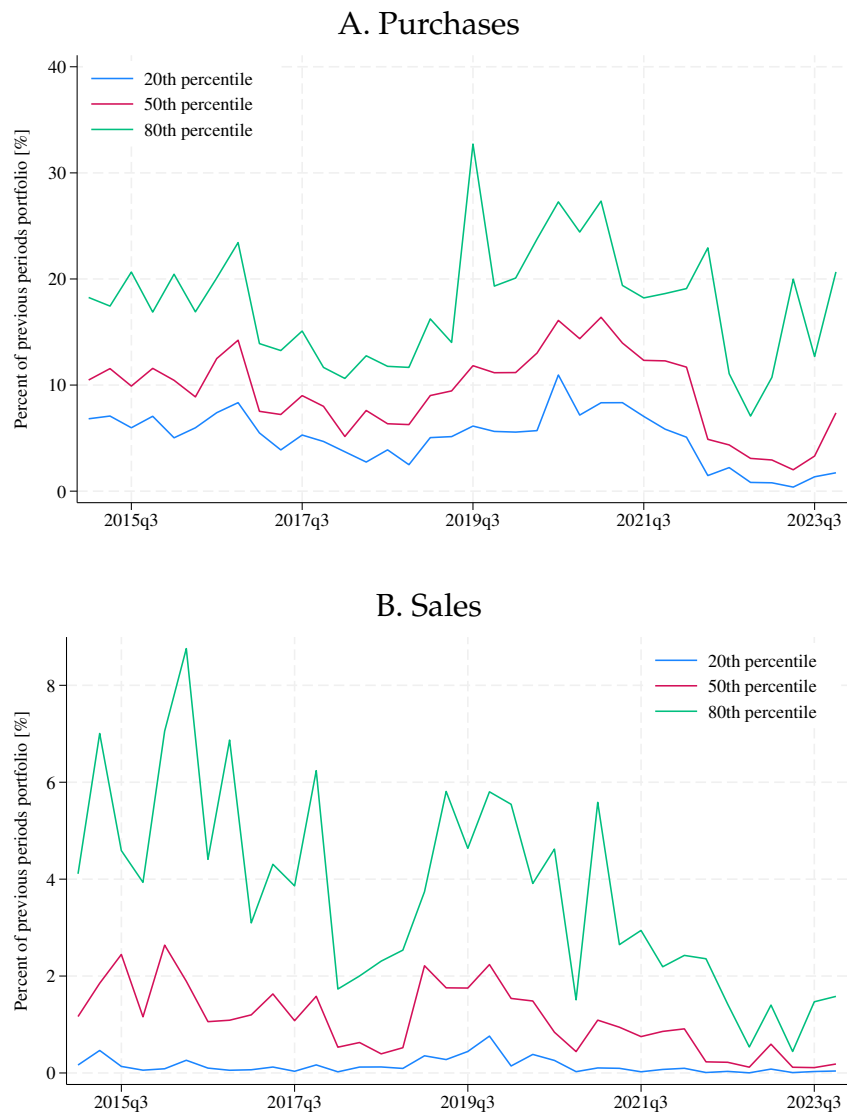 A. Purchases
Percent of previous periods portfolio [%]
40
30
20
10
0
20th percentile
50th percentile
80th percentile
2015q3
2017q3
2019q3
2021q3
2023q3
B. Sales
Percent of previous periods portfolio [%]
8
6
4
2
0
20th percentile
50th percentile
80th percentile
2015q3
2017q3
2019q3
2021q3
2023q3